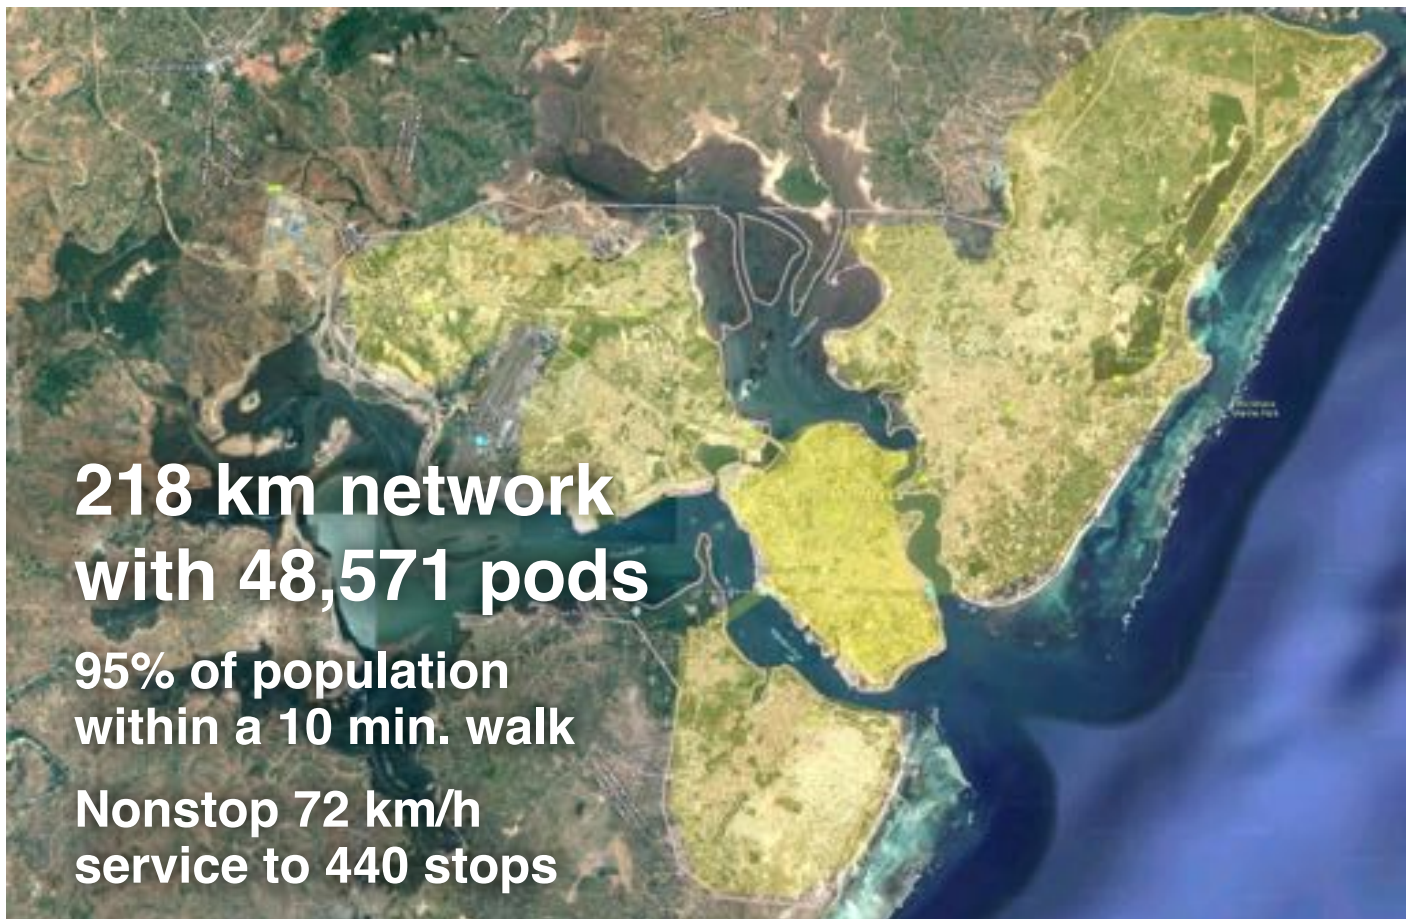 218 km network
with 48,571 pods
95% of population
within a 10 min. walk
Nonstop 72 km/h
service to 440 stops